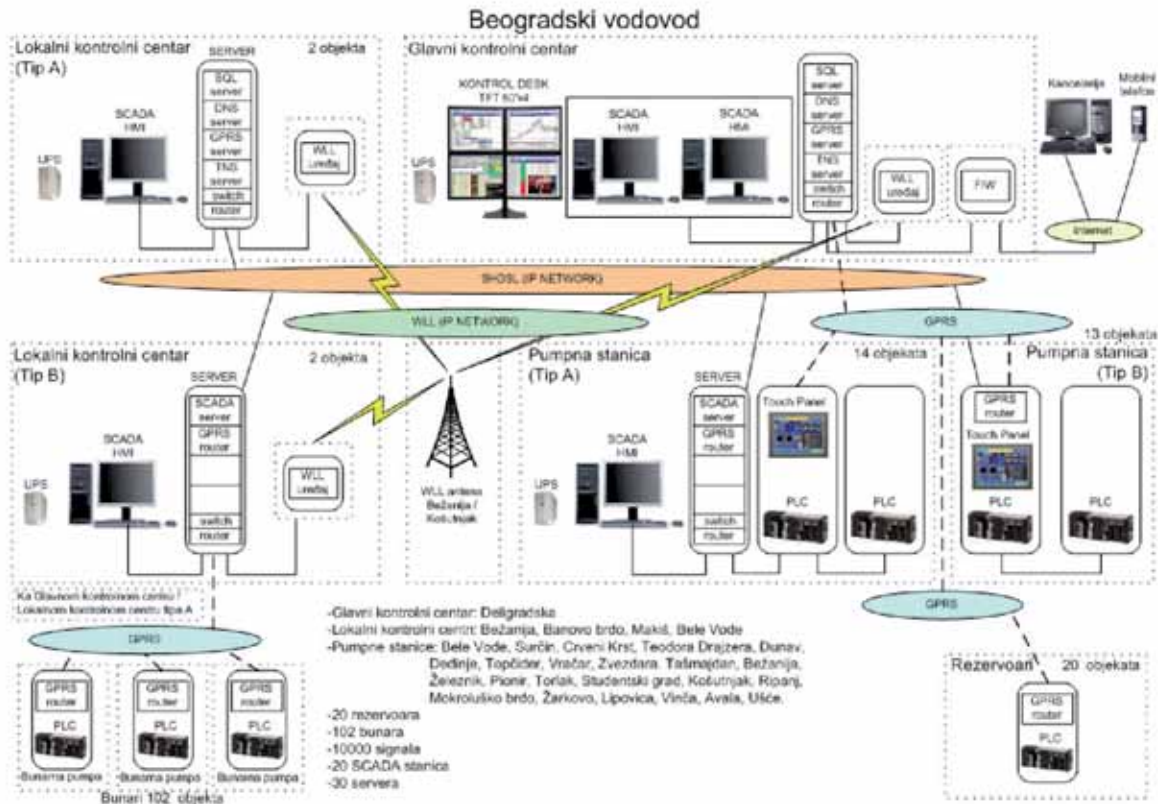 Beogradski vodovod
Lokalni kontrolni centar
(Tip A)
2 objekta
SERVER
SQL
server
DNS
server
GPRS
server
TNS
server
switch
router
SCADA
HMI
UPS
WLL
uređaj
Glavni kontrolni centar
KONTROL DESK
SCADA
HMI
SCADA
HMI
UPS
SQL
server
DNS
server
GPRS
server
TNS
server
switch
router
WLL
uređaj
F/W
Kancelarija
Mobilni
telefon
Internet
SHDSL (IP NETWORK)
WLL (IP NETWORK)
GPRS
Lokalni kontrolni centar
(Tip B)
2 objekta
SERVER
SCADA
server
GPRS
router
switch
router
SCADA
HMI
UPS
WLL
uređaj
WLL antena
Bežanija /
Košutnjak
Pumpna stanica
(Tip A)
14 objekata
SERVER
SCADA
server
GPRS
router
switch
router
SCADA
HMI
UPS
Touch Panel
PLC
PLC
13 objekata
Pumpna stanica
(Tip B)
GPRS
router
Touch Panel
PLC
PLC
Ka Glavnom kontrolnom centru /
Lokalnom kontrolnom centru tipa A
GPRS
GPRS
router
PLC
Bunarna pumpa
GPRS
router
PLC
Bunarna pumpa
GPRS
router
PLC
Bunarna pumpa
Bunari 102 objekta
-Glavni kontrolni centar: Deligradska
-Lokalni kontrolni centri: Bežanija, Banovo brdo, Makiš, Bele Vode
-Pumpne stanice: Bele Vode, Surčin, Crveni Krst, Teodora Drajzera, Dunav,
Dedinje, Topčider, Vračar, Zvezdara, Tašmajdan, Bežanija,
Železnik, Pionir, Torlak, Studentski grad, Košutnjak, Ripanj,
Mokroluško brdo, Žarkovo, Lipovica, Vinča, Avala, Ušće.
-20 rezervoara
-102 bunara
-10000 signala
-20 SCADA stanica
-30 servera
GPRS
Rezervoari
20 objekata
GPRS
router
PLC